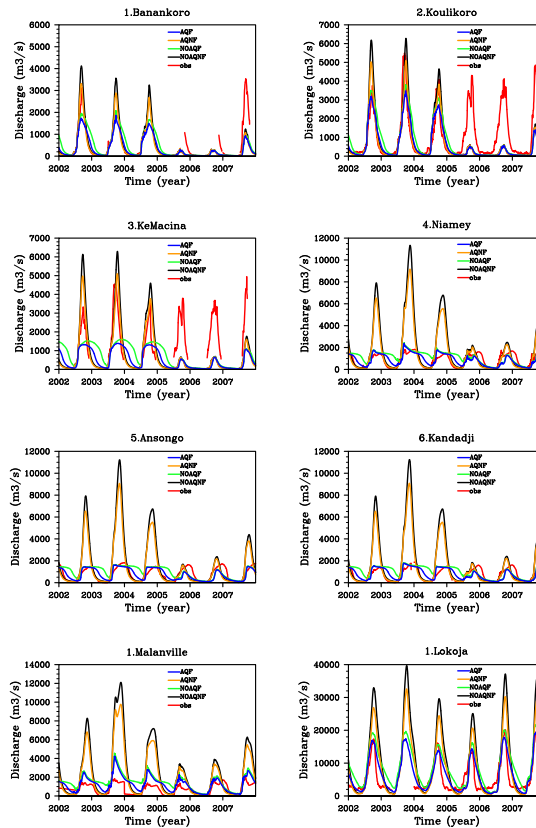 1.Banankoro
Discharge (m3/s)
6000
5000
4000
3000
2000
1000
0
AQF
AQNF
NOAQF
NOAQNF
obs
2002 2003 2004 2005 2006 2007
Time (year)
2.Koulikoro
Discharge (m3/s)
7000
6000
5000
4000
3000
2000
1000
0
AQF
AQNF
NOAQF
NOAQNF
obs
2002 2003 2004 2005 2006 2007
Time (year)
3.KeMacina
Discharge (m3/s)
7000
6000
5000
4000
3000
2000
1000
0
AQF
AQNF
NOAQF
NOAQNF
obs
2002 2003 2004 2005 2006 2007
Time (year)
4.Niamey
Discharge (m3/s)
12000
10000
8000
6000
4000
2000
0
AQF
AQNF
NOAQF
NOAQNF
obs
2002 2003 2004 2005 2006 2007
Time (year)
5.Ansongo
Discharge (m3/s)
12000
10000
8000
6000
4000
2000
0
AQF
AQNF
NOAQF
NOAQNF
obs
2002 2003 2004 2005 2006 2007
Time (year)
6.Kandadji
Discharge (m3/s)
12000
10000
8000
6000
4000
2000
0
AQF
AQNF
NOAQF
NOAQNF
obs
2002 2003 2004 2005 2006 2007
Time (year)
1.Malanville
Discharge (m3/s)
14000
12000
10000
8000
6000
4000
2000
0
AQF
AQNF
NOAQF
NOAQNF
obs
2002 2003 2004 2005 2006 2007
Time (year)
1.Lokoja
Discharge (m3/s)
40000
30000
20000
10000
0
AQF
AQNF
NOAQF
NOAQNF
obs
2002 2003 2004 2005 2006 2007
Time (year)